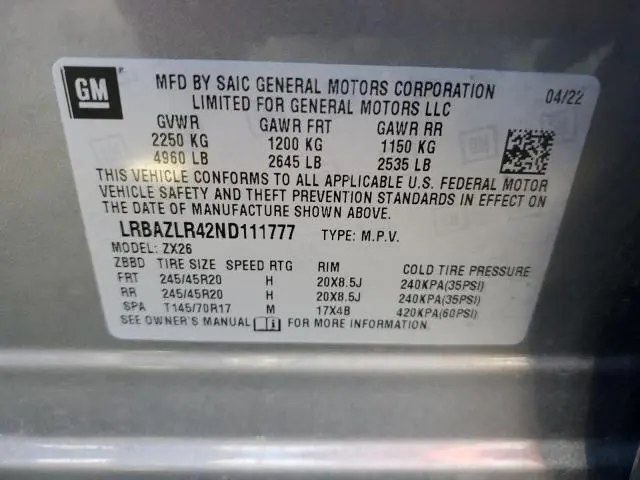 GM
MFD BY SAIC GENERAL MOTORS CORPORATION 04/22
LIMITED FOR GENERAL MOTORS LLC
GVWR GAWR FRT GAWR RR
2250 KG 1200 KG 1150 KG
4960 LB 2645 LB 2535 LB
THIS VEHICLE CONFORMS TO ALL APPLICABLE U.S. FEDERAL MOTOR
VEHICLE SAFETY AND THEFT PREVENTION STANDARDS IN EFFECT ON
THE DATE OF MANUFACTURE SHOWN ABOVE.
LRBAZLR42ND111777 TYPE: M.P.V.
MODEL: ZX26
ZBBD TIRE SIZE SPEED RTG RIM COLD TIRE PRESSURE
FRT 245/45R20 H 20X8.5J 240KPA(35PSI)
RR 245/45R20 H 20X8.5J 240KPA(35PSI)
SPA T145/70R17 M 17X4B 420KPA(60PSI)
SEE OWNER'S MANUAL FOR MORE INFORMATION.